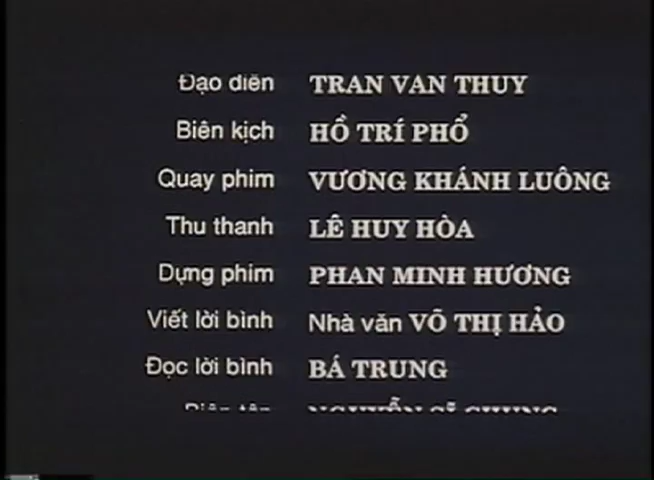 Đạo diễn TRAN VAN THUY
Biên kịch HỒ TRÍ PHỔ
Quay phim VƯƠNG KHÁNH LUÔNG
Thu thanh LÊ HUY HÒA
Dựng phim PHAN MINH HƯƠNG
Viết lời bình Nhà văn VÕ THỊ HẢO
Đọc lời bình BÁ TRUNG